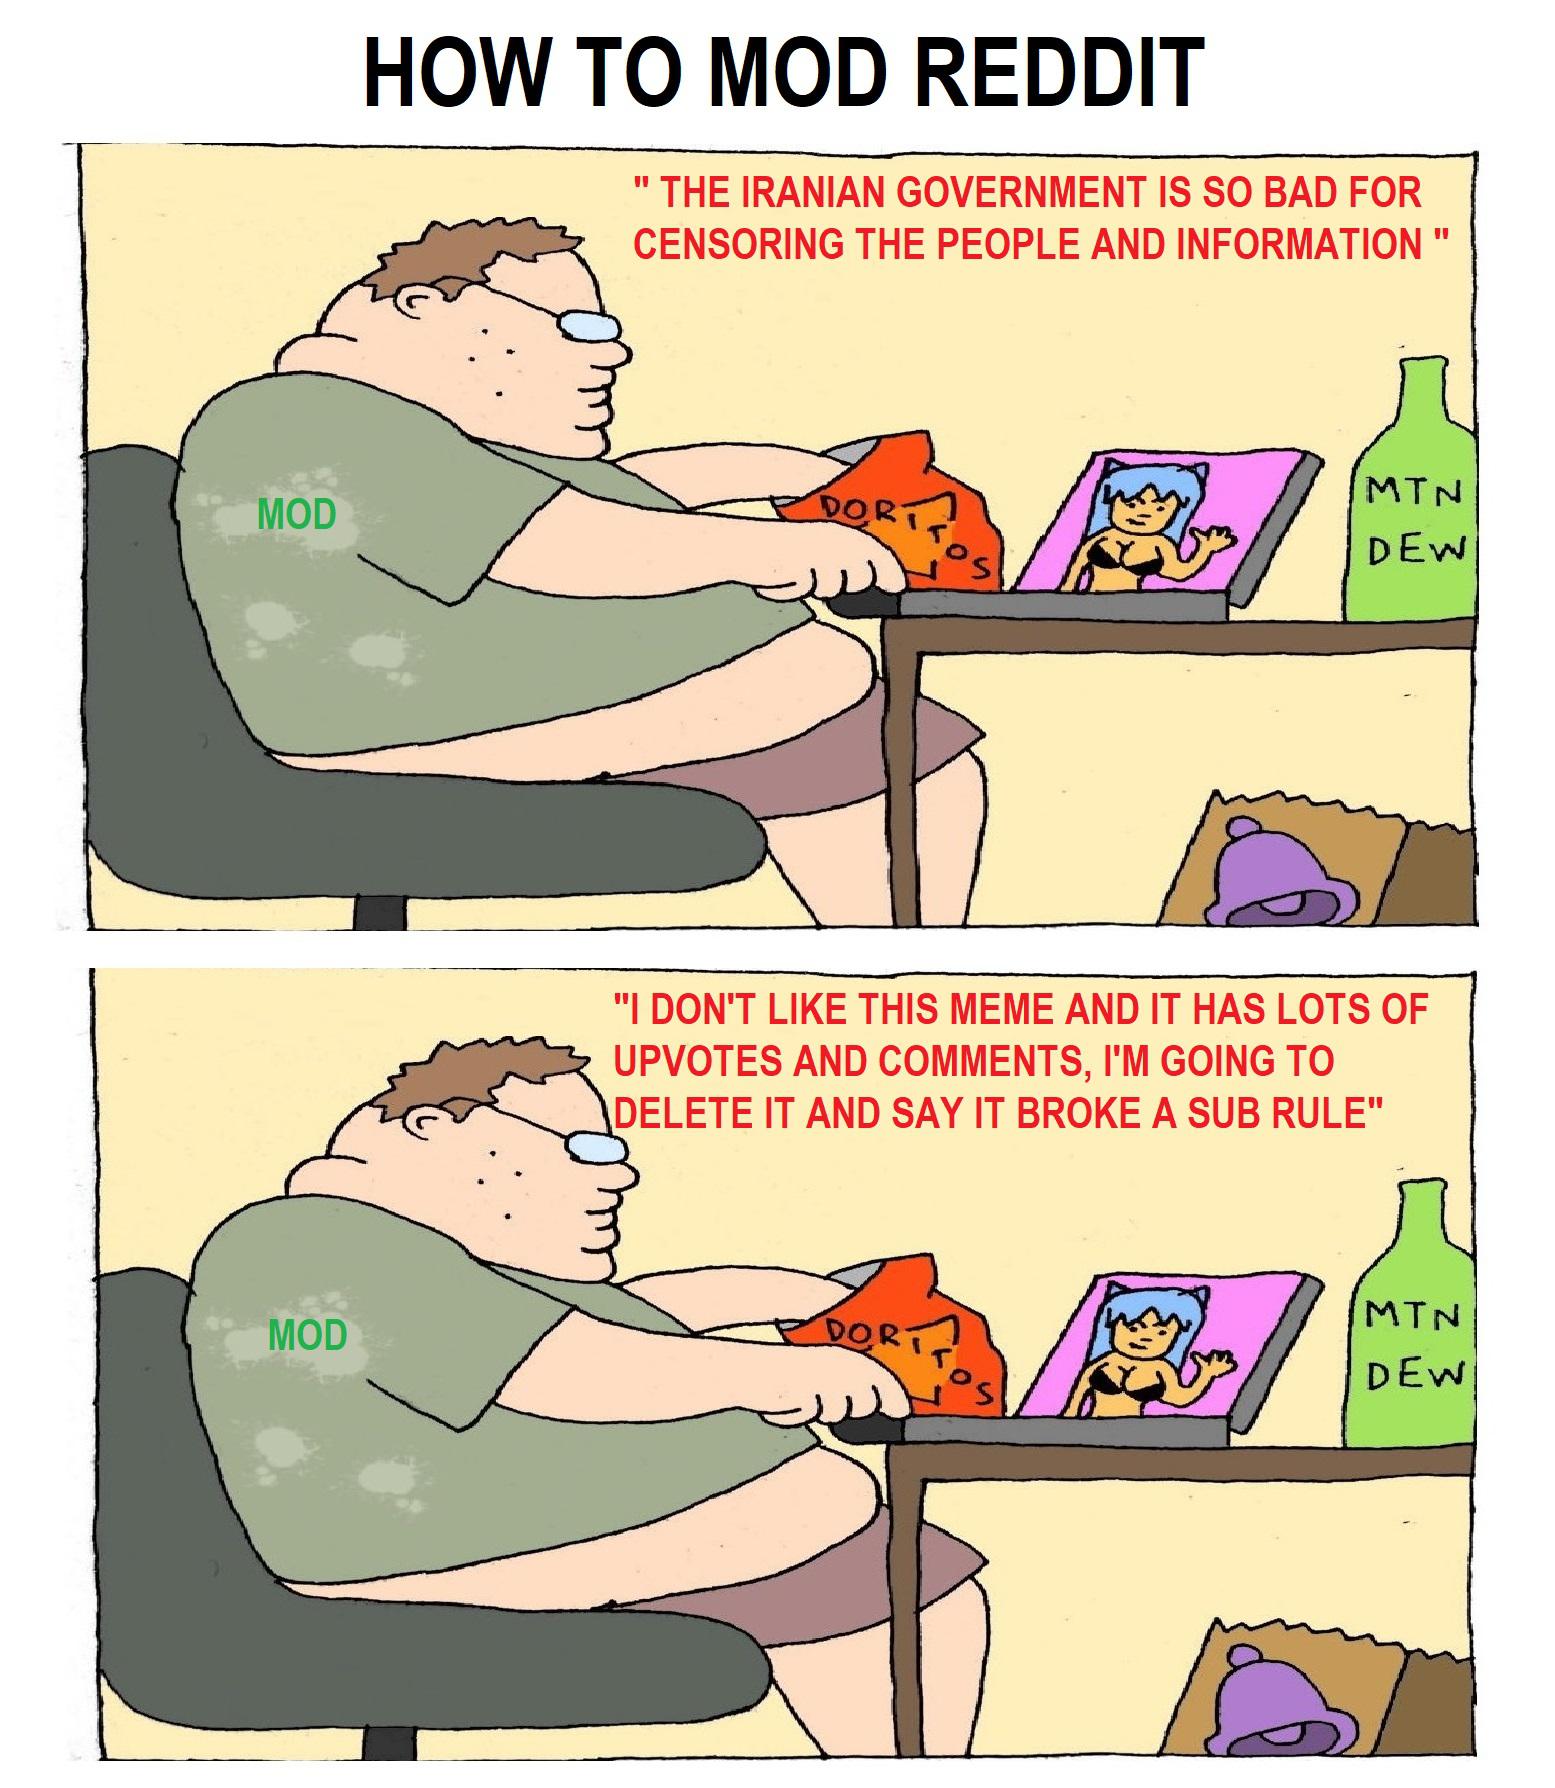 HOW TO MOD REDDIT
" THE IRANIAN GOVERNMENT IS SO BAD FOR
CENSORING THE PEOPLE AND INFORMATION "
MOD
DORITOS
MTN
DEW
"I DON'T LIKE THIS MEME AND IT HAS LOTS OF
UPVOTES AND COMMENTS, I'M GOING TO
DELETE IT AND SAY IT BROKE A SUB RULE"
MOD
DORITOS
MTN
DEW